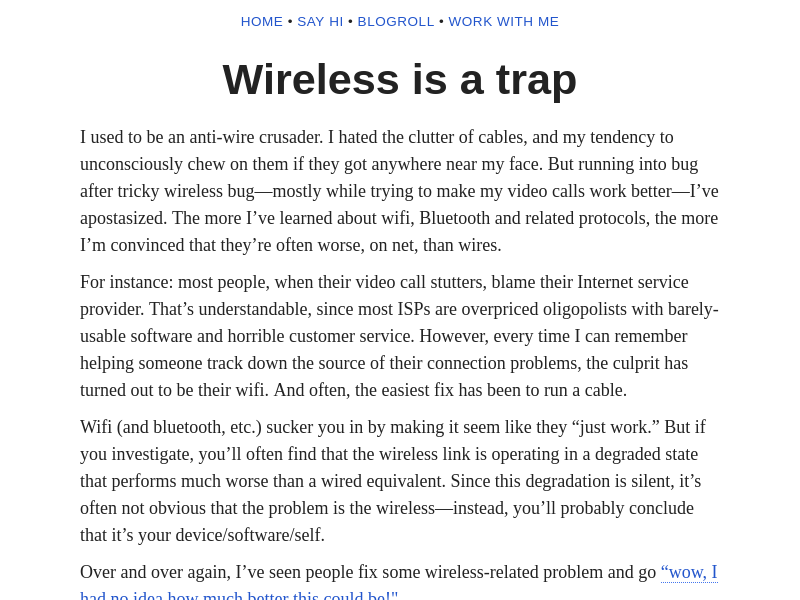 HOME • SAY HI • BLOGROLL • WORK WITH ME
Wireless is a trap
I used to be an anti-wire crusader. I hated the clutter of cables, and my tendency to
unconsciously chew on them if they got anywhere near my face. But running into bug
after tricky wireless bug—mostly while trying to make my video calls work better—I’ve
apostasized. The more I’ve learned about wifi, Bluetooth and related protocols, the more
I’m convinced that they’re often worse, on net, than wires.
For instance: most people, when their video call stutters, blame their Internet service
provider. That’s understandable, since most ISPs are overpriced oligopolists with barely-
usable software and horrible customer service. However, every time I can remember
helping someone track down the source of their connection problems, the culprit has
turned out to be their wifi. And often, the easiest fix has been to run a cable.
Wifi (and bluetooth, etc.) sucker you in by making it seem like they “just work.” But if
you investigate, you’ll often find that the wireless link is operating in a degraded state
that performs much worse than a wired equivalent. Since this degradation is silent, it’s
often not obvious that the problem is the wireless—instead, you’ll probably conclude
that it’s your device/software/self.
Over and over again, I’ve seen people fix some wireless-related problem and go “wow, I
had no idea how much better this could be!"